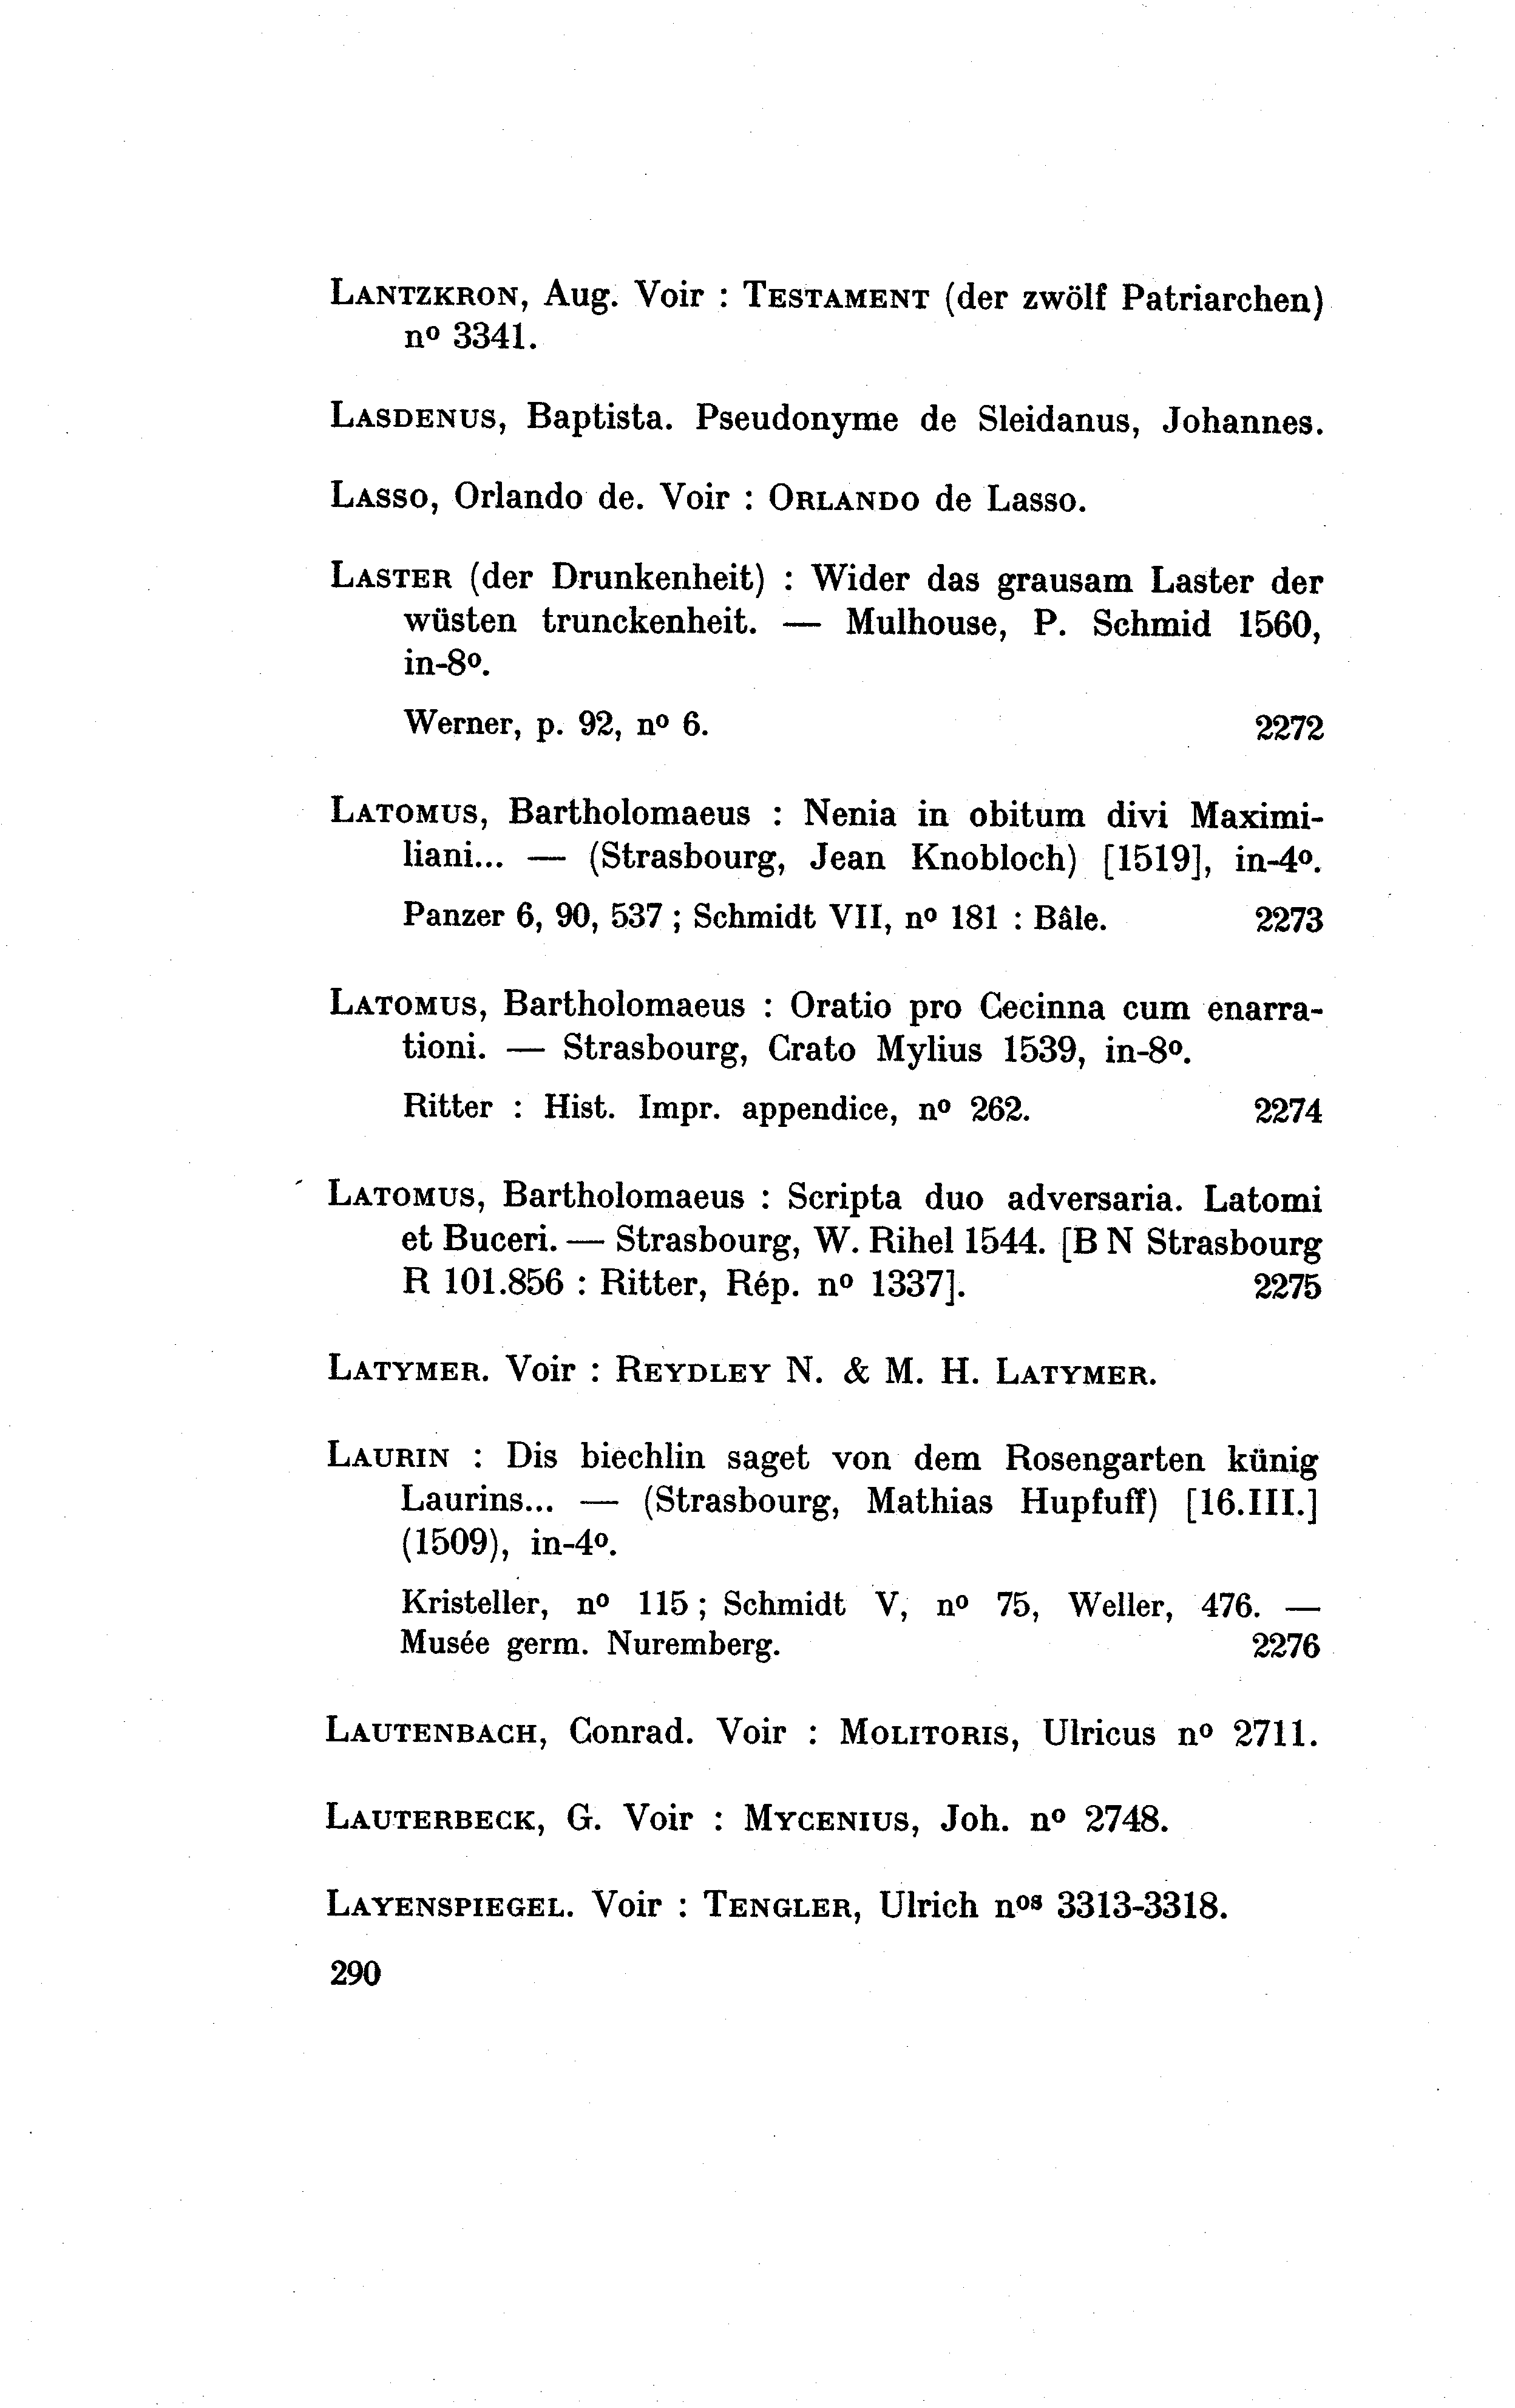 LANTZKRON, Aug. Voir : TESTAMENT (der zwölf Patriarchen)
nº 3341.
LASDENUS, Baptista. Pseudonyme de Sleidanus, Johannes.
LASSO, Orlando de. Voir : ORLANDO de Lasso.
LASTER (der Drunkenheit) : Wider das grausam Laster der
wüsten trunckenheit. — Mulhouse, P. Schmid 1560,
in-8º.
Werner, p. 92, nº 6. 2272
LATOMUS, Bartholomaeus : Nenia in obitum divi Maximi-
liani... — (Strasbourg, Jean Knobloch) [1519], in-4º.
Panzer 6, 90, 537 ; Schmidt VII, nº 181 : Bâle. 2273
LATOMUS, Bartholomaeus : Oratio pro Cecinna cum enarra-
tioni. — Strasbourg, Crato Mylius 1539, in-8º.
Ritter : Hist. Impr. appendice, nº 262. 2274
LATOMUS, Bartholomaeus : Scripta duo adversaria. Latomi
et Buceri. — Strasbourg, W. Rihel 1544. [B N Strasbourg
R 101.856 : Ritter, Rép. nº 1337]. 2275
LATYMER. Voir : REYDLEY N. & M. H. LATYMER.
LAURIN : Dis biechlin saget von dem Rosengarten künig
Laurins... — (Strasbourg, Mathias Hupfuff) [16.III.]
(1509), in-4º.
Kristeller, nº 115 ; Schmidt V, nº 75, Weller, 476. —
Musée germ. Nuremberg. 2276
LAUTENBACH, Conrad. Voir : MOLITORIS, Ulricus nº 2711.
LAUTERBECK, G. Voir : MYCENIUS, Joh. nº 2748.
LAYENSPIEGEL. Voir : TENGLER, Ulrich nos 3313-3318.
290